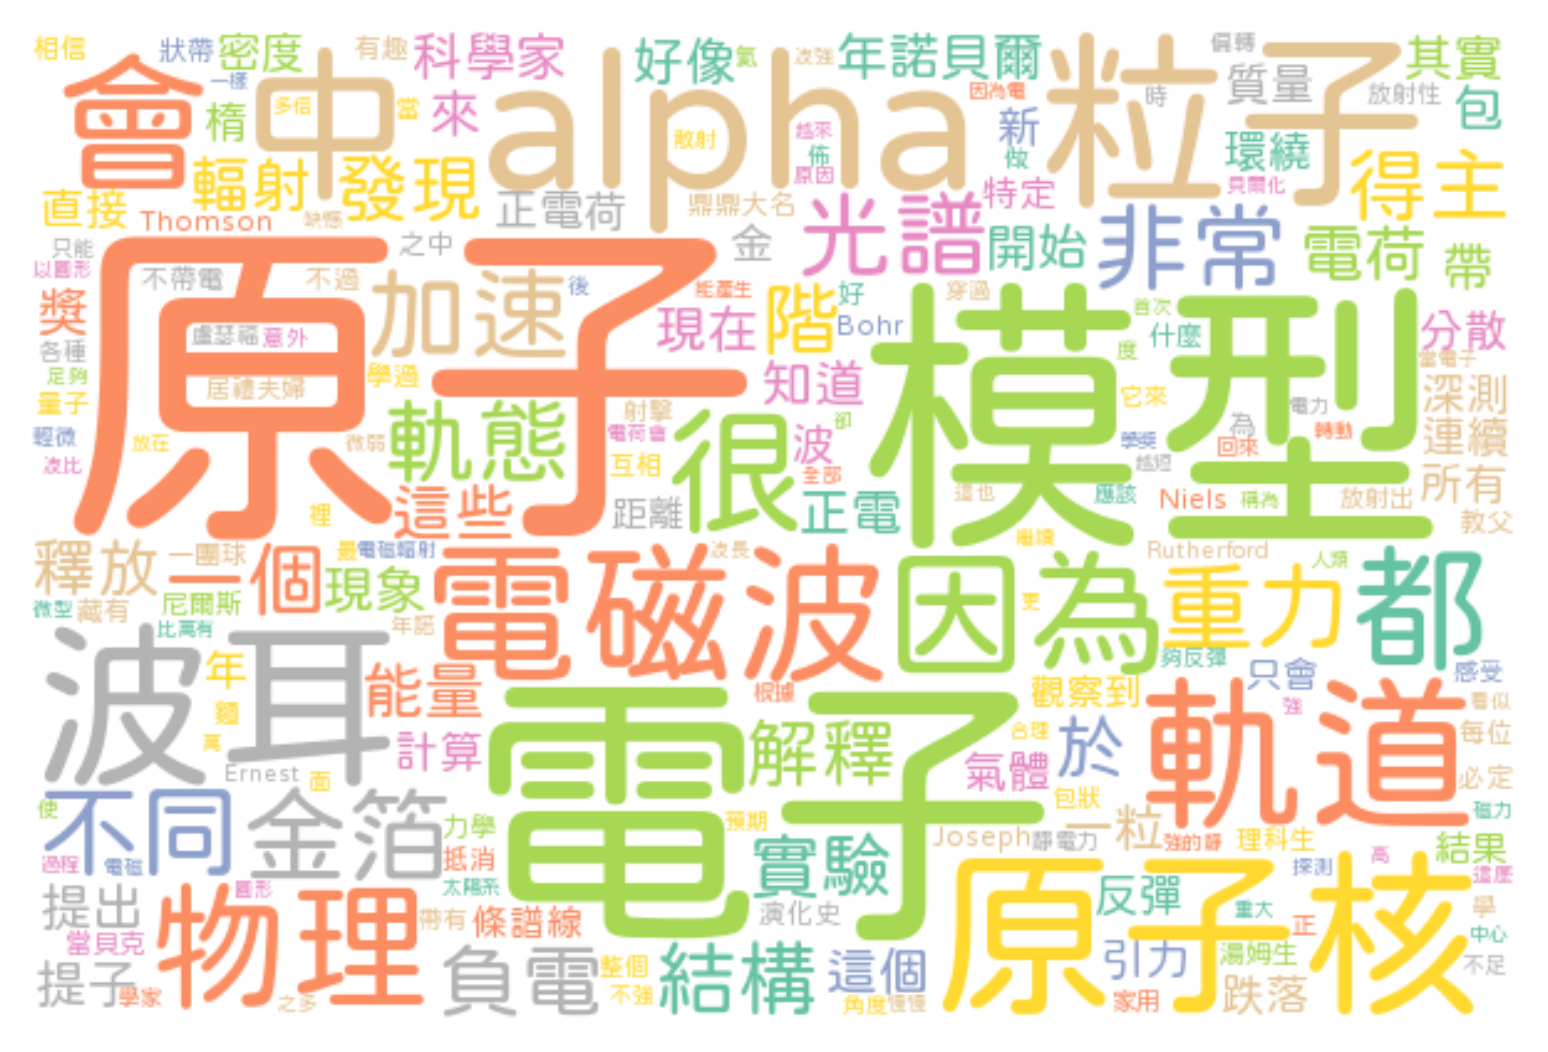 相信
狀帶
密度
有趣
科學家
好像
氦
年諾貝爾
偏轉
其實
一樣
會
中
alpha
粒子
質量
放射性
包
因為電
時
楕
多信
當
來
散射
越來
佈
原因
新
做
環繞
貝爾化
得主
輻射
發現
直接
Thomson
缺憾
正電荷
鼎鼎大名
光譜
特定
非常
電荷
帶
只能
之中
金
開始
以圓形
不帶電
不過
原子
加速
後
能產生
穿過
首次
獎
盧瑟福
意外
現在
階
好
Bohr
模型
什麼
分散
各種
度
當電子
足夠
學過
居禮夫婦
知道
它來
深測
量子
射擊
卻
為
電力
輕微
放在
微弱
軌態
電荷會
很
波
學獎
回來
轉動
連續
互相
全部
越短
這些
裡
距離
正電
這也
應該
Niels
稱為
放射出
所有
教父
繼續
釋放
一團球
一個
最
電磁輻射
波長
Rutherford
人類
現象
電磁波
因為
重力
都
微型
藏有
尼爾斯
年諾
更
比萬有
波耳
夠反彈
年
能量
根據
觀察到
只會
感受
麵
強
看似
軌道
萬
計算
電子
解釋
合理
於
每位
Ernest
面
氣體
必定
使
不同
金箔
包狀
磁力
力學
預期
Joseph
靜電力
一粒
強的靜
理科生
過程
電磁
抵消
實驗
結果
高
探測
這麼
圓形
太陽系
原子核
反彈
提出
物理
帶有
條譜線
演化史
重大
正
學
當貝克
中心
負電
整個
結構
這個
引力
湯姆生
不足
提子
學家
之多
不強
角度
慢慢
家用
跌落